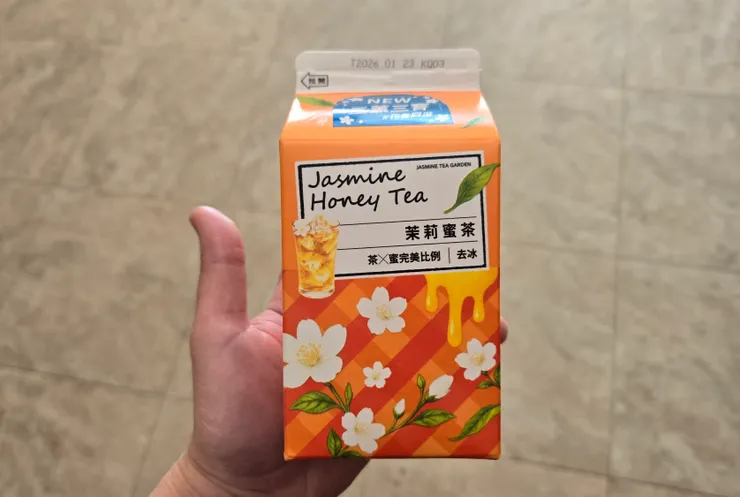 T2026 01 23 KQ03
NEW
JASMINE TEA GARDEN
Jasmine
Honey Tea
茉莉蜜茶
茶╳蜜完美比例 | 去冰